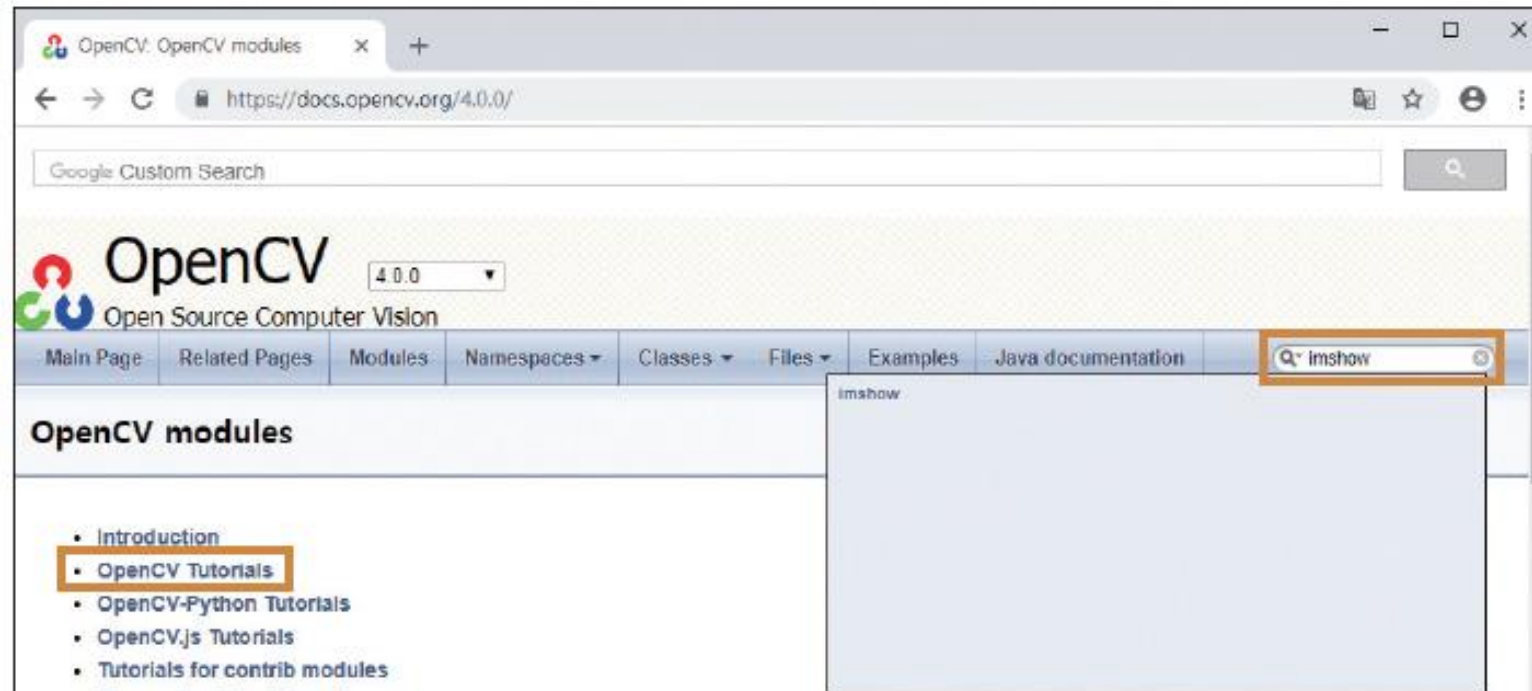 OpenCV: OpenCV modules
https://docs.opencv.org/4.0.0/
Google Custom Search
OpenCV 4.0.0
Open Source Computer Vision
Main Page Related Pages Modules Namespaces Classes Files Examples Java documentation imshow
imshow
OpenCV modules
Introduction
OpenCV Tutorials
OpenCV-Python Tutorials
OpenCV.js Tutorials
Tutorials for contrib modules